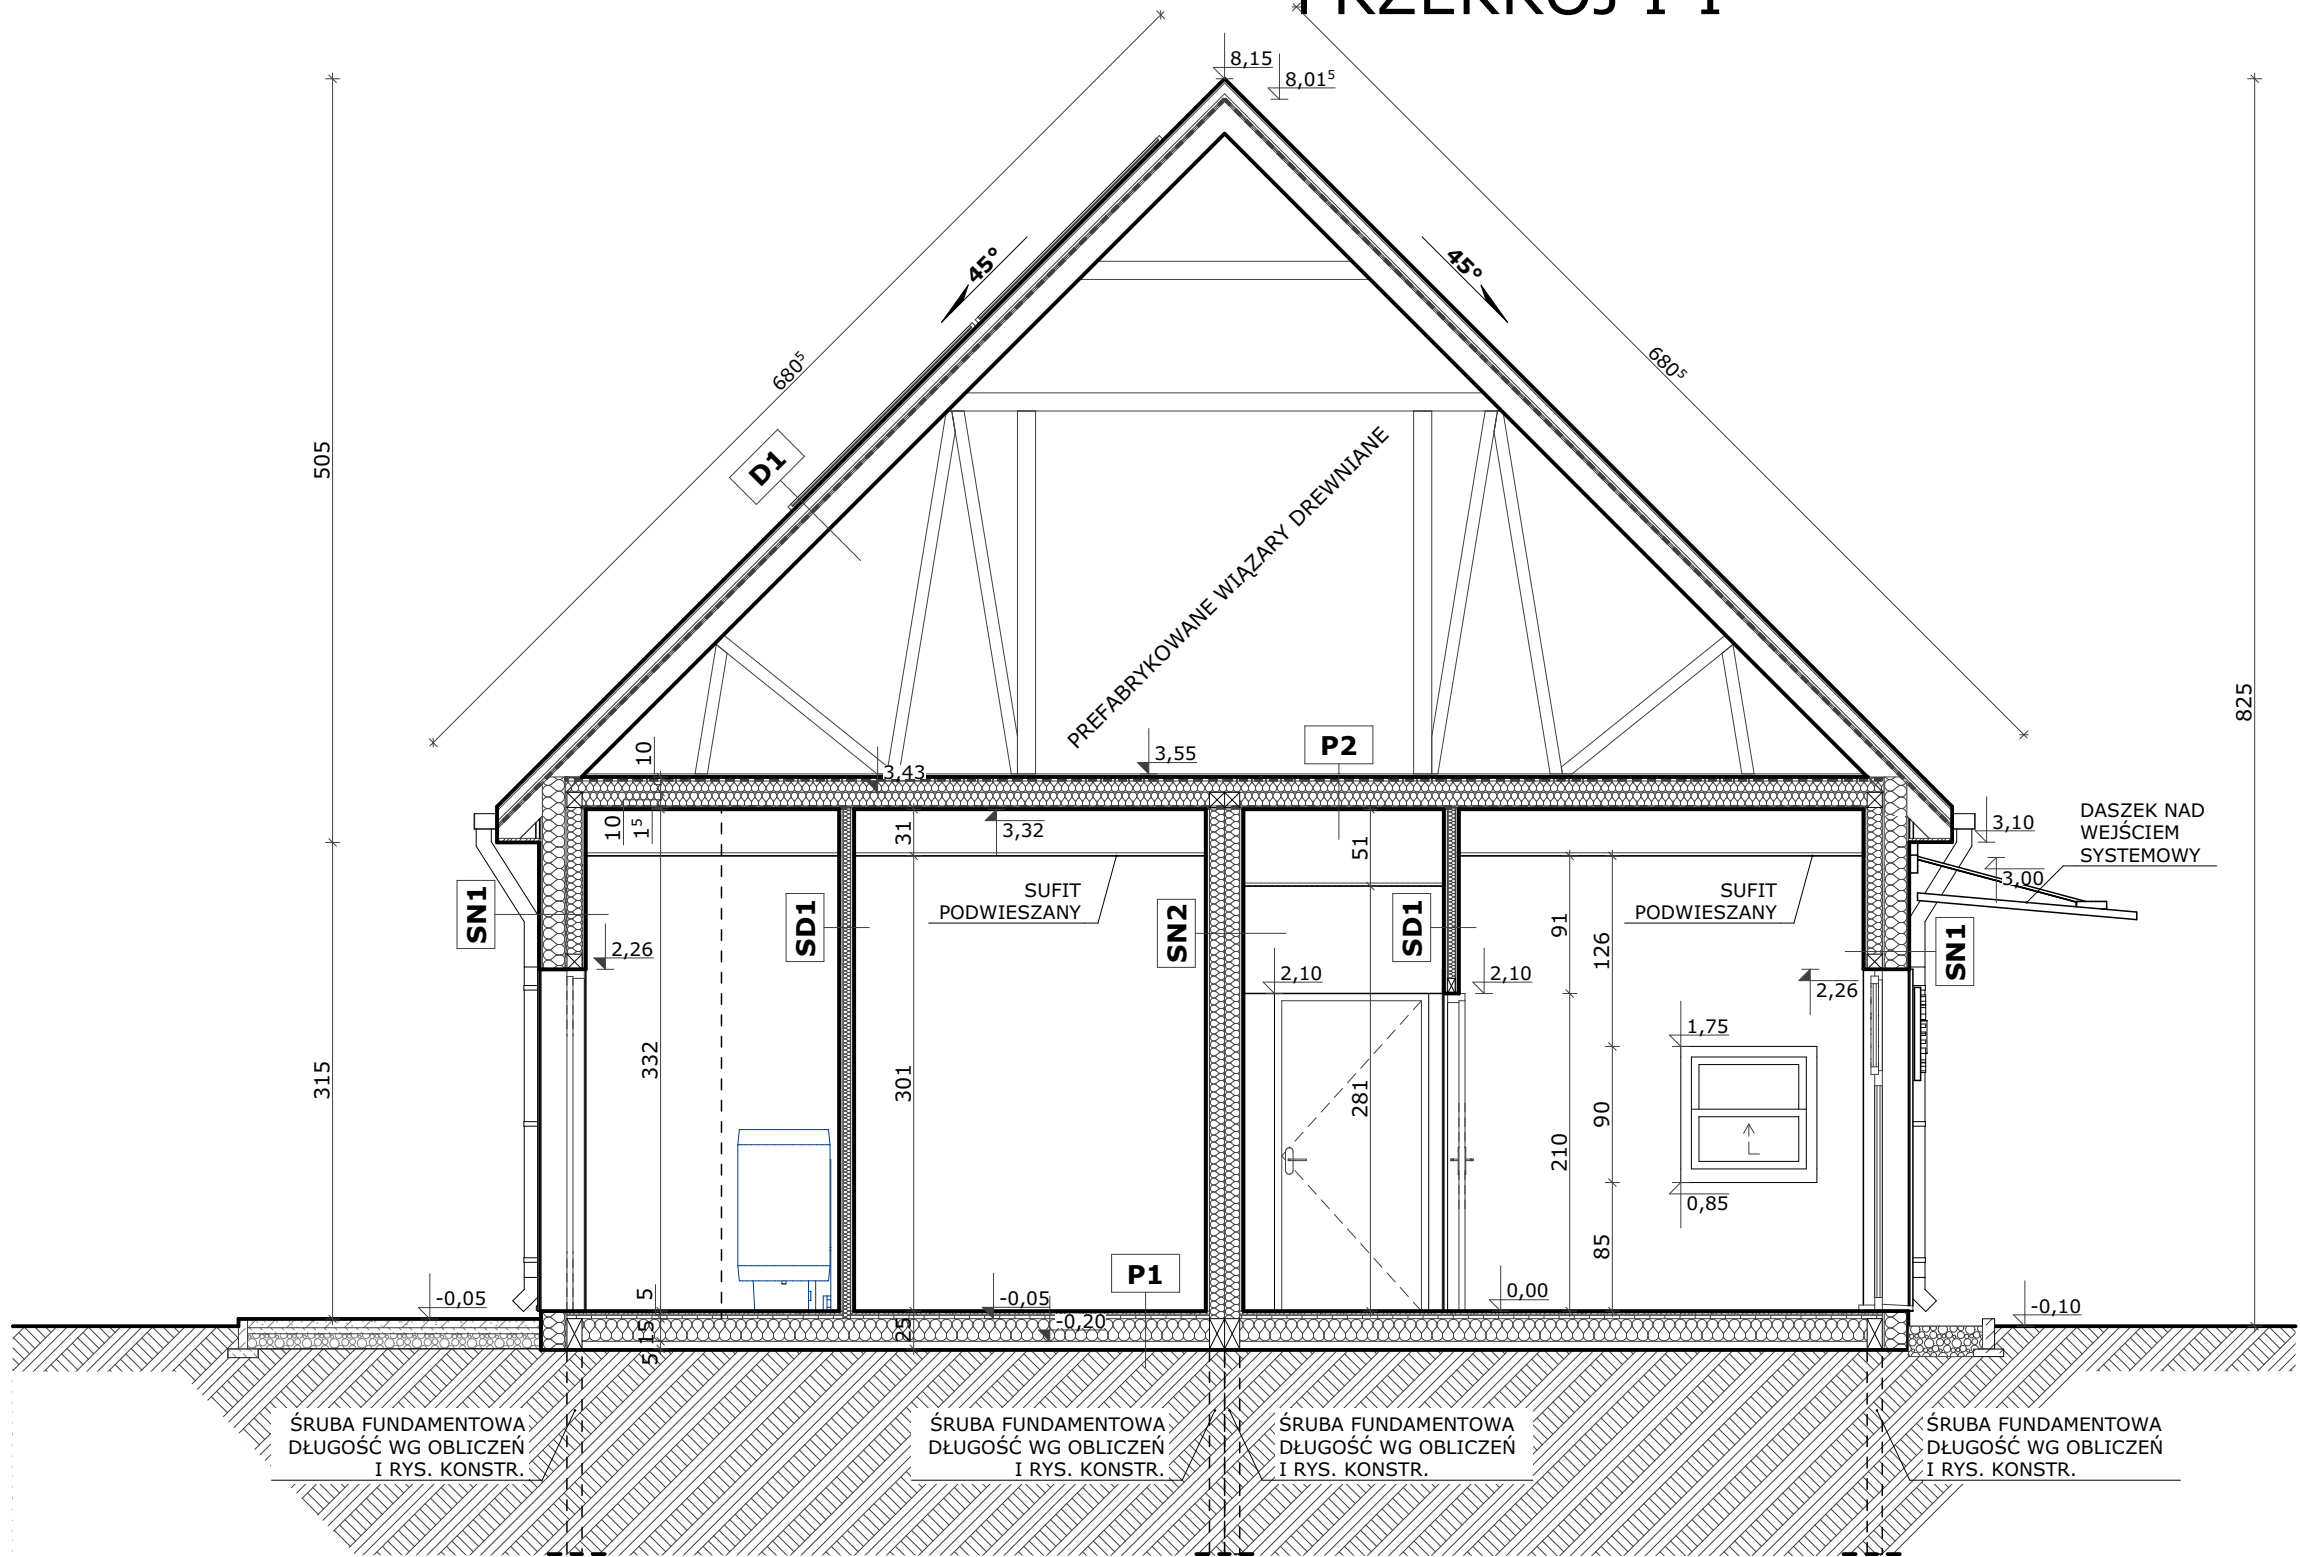 PRZEKRÓJ I-I
8,15
8,01⁵
45°
45°
680⁵
680⁵
505
D1
PREFABRYKOWANE WIĄZARY DREWNIANE
825
10
3,43
3,55
P2
10
1⁵
31
3,32
51
3,10
DASZEK NAD
WEJŚCIEM
SYSTEMOWY
3,00
SN1
SD1
SUFIT
PODWIESZANY
SN2
SD1
SUFIT
PODWIESZANY
SN1
91
126
2,26
2,10
2,10
2,26
1,75
315
332
301
281
210
90
0,85
85
P1
-0,05
5
-0,05
0,00
-0,10
-0,20
15
25
5
ŚRUBA FUNDAMENTOWA
DŁUGOŚĆ WG OBLICZEŃ
I RYS. KONSTR.
ŚRUBA FUNDAMENTOWA
DŁUGOŚĆ WG OBLICZEŃ
I RYS. KONSTR.
ŚRUBA FUNDAMENTOWA
DŁUGOŚĆ WG OBLICZEŃ
I RYS. KONSTR.
ŚRUBA FUNDAMENTOWA
DŁUGOŚĆ WG OBLICZEŃ
I RYS. KONSTR.